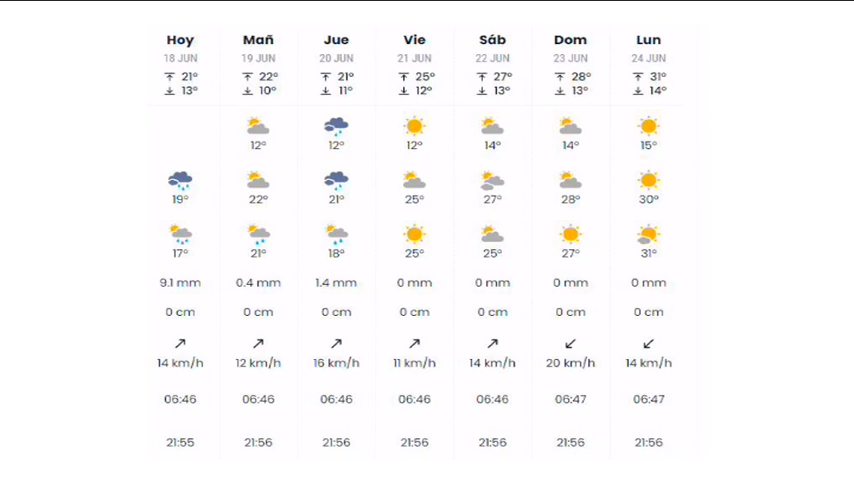 Hoy Mañ Jue Vie Sáb Dom Lun
18 JUN 19 JUN 20 JUN 21 JUN 22 JUN 23 JUN 24 JUN
21° 22° 21° 25° 27° 28° 31°
13° 10° 11° 12° 13° 13° 14°
12° 12° 12° 14° 14° 15°
19° 22° 21° 25° 27° 28° 30°
17° 21° 18° 25° 25° 27° 31°
9.1 mm 0.4 mm 1.4 mm 0 mm 0 mm 0 mm 0 mm
0 cm 0 cm 0 cm 0 cm 0 cm 0 cm 0 cm
14 km/h 12 km/h 16 km/h 11 km/h 14 km/h 20 km/h 14 km/h
06:46 06:46 06:46 06:46 06:46 06:47 06:47
21:55 21:56 21:56 21:56 21:56 21:56 21:56